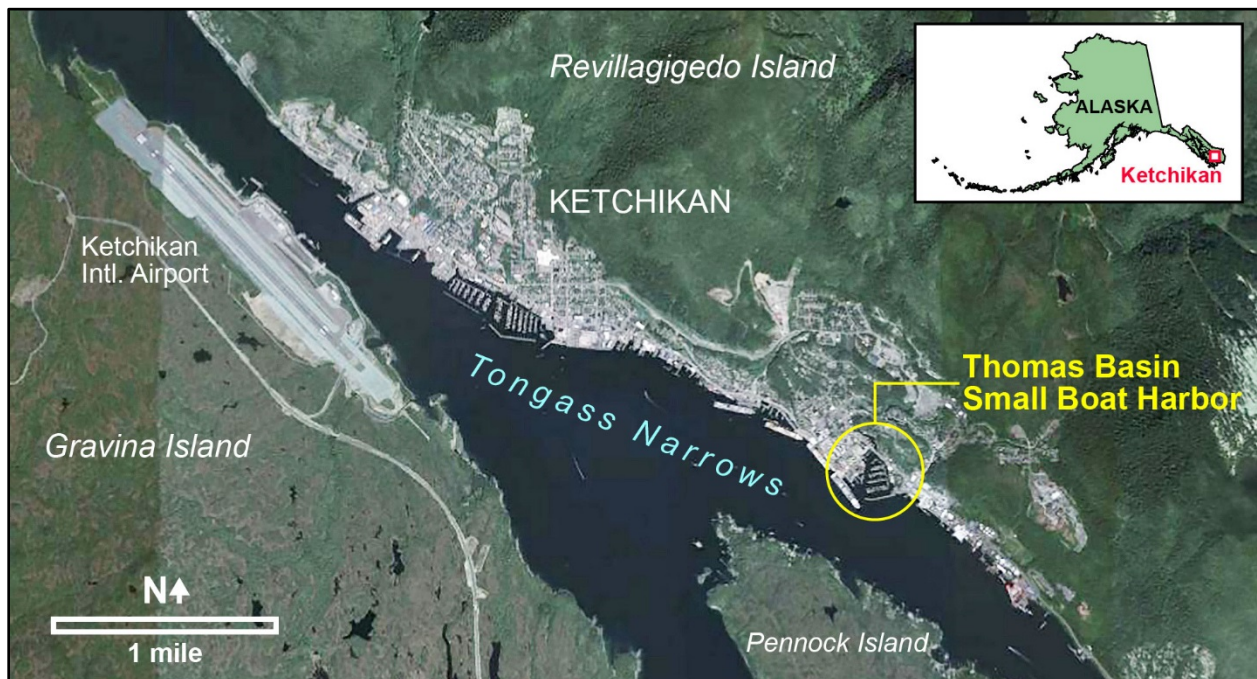 Revillagigedo Island
ALASKA
Ketchikan
KETCHIKAN
Ketchikan
Intl. Airport
Thomas Basin
Small Boat Harbor
Tongass Narrows
Gravina Island
N
1 mile
Pennock Island